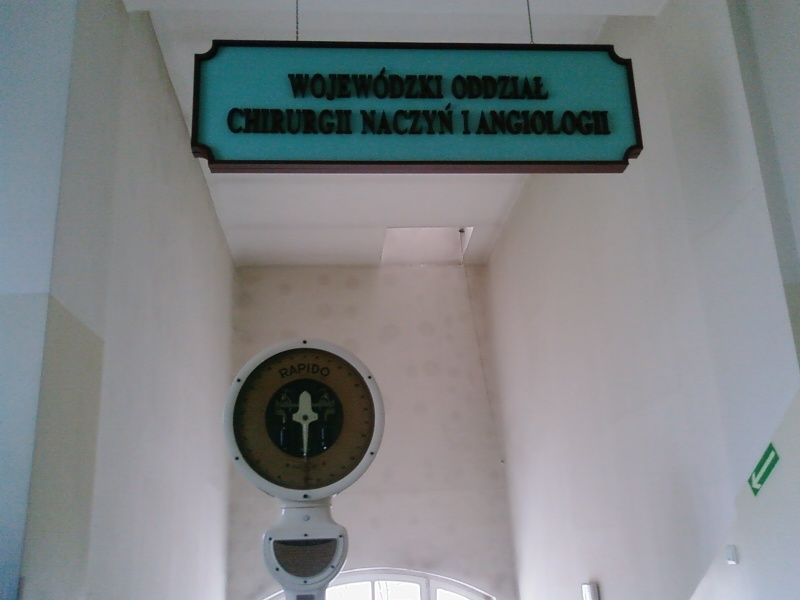 WOJEWÓDZKI ODDZIAŁ
CHIRURGII NACZYŃ I ANGIOLOGII
RAPIDO